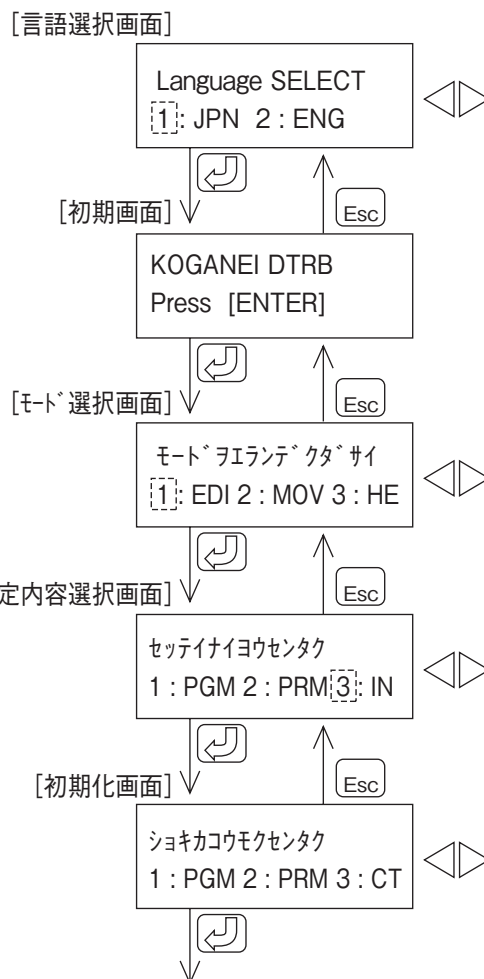 [言語選択画面]
Language SELECT
1 : JPN 2 : ENG
[初期画面]
Esc
KOGANEI DTRB
Press [ENTER]
[ﾓｰﾄﾞ選択画面]
Esc
ﾓｰﾄﾞｦｴﾗﾝﾃﾞｸﾀﾞｻｲ
1 : EDI 2 : MOV 3 : HE
定内容選択画面]
Esc
ｾｯﾃｲﾅｲﾖｳｾﾝﾀｸ
1 : PGM 2 : PRM 3 : IN
[初期化画面]
Esc
ｼｮｷｶｺｳﾓｸｾﾝﾀｸ
1 : PGM 2 : PRM 3 : CT